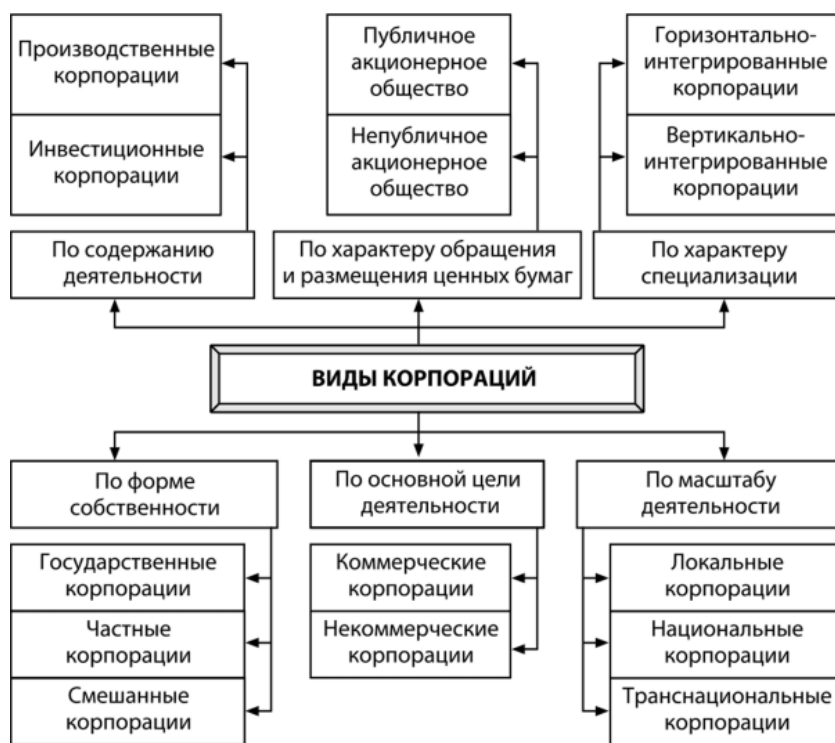 Производственные
корпорации
Инвестиционные
корпорации
По содержанию
деятельности
Публичное
акционерное
общество
Непубличное
акционерное
общество
По характеру обращения
и размещения ценных бумаг
Горизонтально-
интегрированные
корпорации
Вертикально-
интегрированные
корпорации
По характеру
специализации
ВИДЫ КОРПОРАЦИЙ
По форме
собственности
Государственные
корпорации
Частные
корпорации
Смешанные
корпорации
По основной цели
деятельности
Коммерческие
корпорации
Некоммерческие
корпорации
По масштабу
деятельности
Локальные
корпорации
Национальные
корпорации
Транснациональные
корпорации